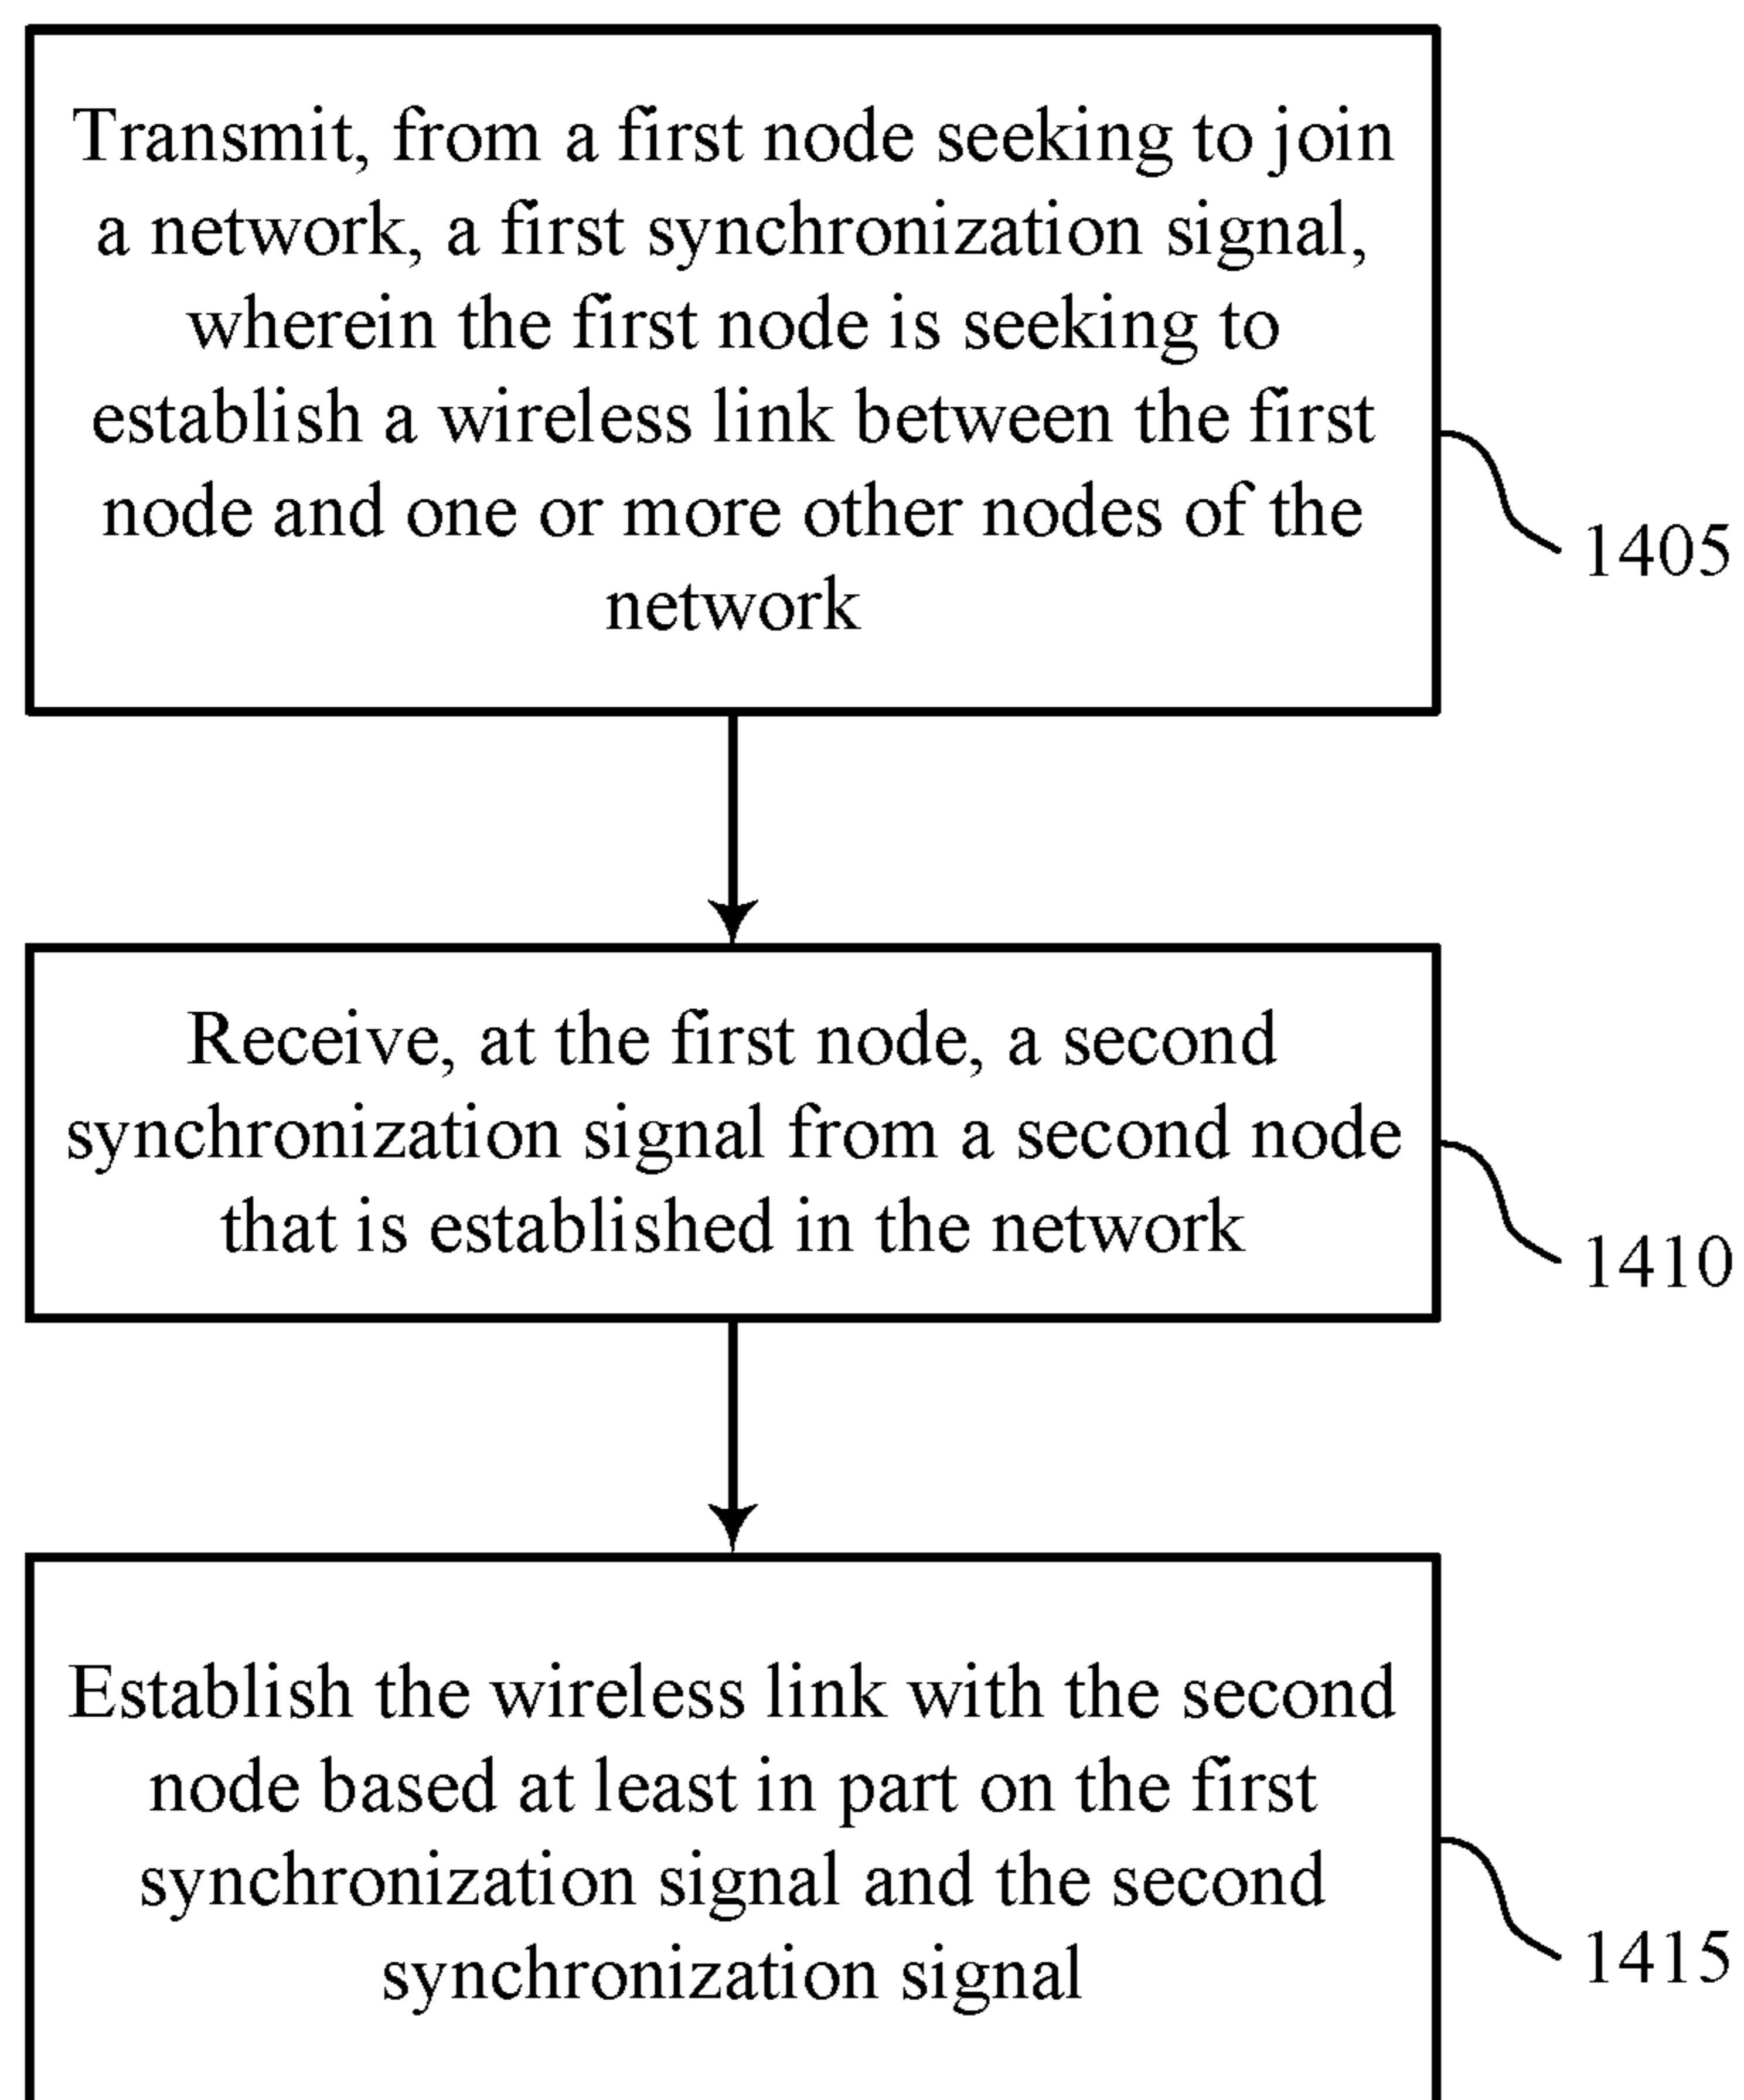 Transmit, from a first node seeking to join
a network, a first synchronization signal,
wherein the first node is seeking to
establish a wireless link between the first
node and one or more other nodes of the
network
1405
Receive, at the first node, a second
synchronization signal from a second node
that is established in the network
1410
Establish the wireless link with the second
node based at least in part on the first
synchronization signal and the second
synchronization signal
1415